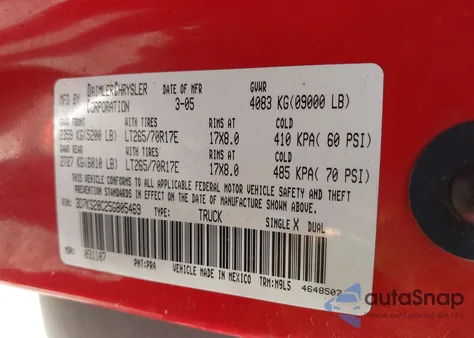 MFD BY DAIMLERCHRYSLER CORPORATION DATE OF MFR 3-05 GVWR 4083 KG(09000 LB)
GAWR FRONT WITH TIRES RIMS AT COLD
2359 KG(5200 LB) LT265/70R17E 17X8.0 410 KPA( 60 PSI)
GAWR REAR WITH TIRES RIMS AT COLD
2727 KG(6010 LB) LT265/70R17E 17X8.0 485 KPA( 70 PSI)
THIS VEHICLE CONFORMS TO ALL APPLICABLE FEDERAL MOTOR VEHICLE SAFETY AND THEFT
PREVENTION STANDARDS IN EFFECT ON THE DATE OF MANUFACTURE SHOWN ABOVE.
VIN: 3D7KS28C25G805469 TYPE: TRUCK SINGLE X DUAL
MDH: 031107 PNT:PR4 VEHICLE MADE IN MEXICO TRM:M9L5 4648507
autoSnap